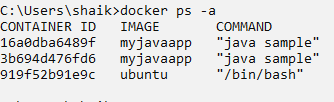 C:\Users\shaik>docker ps -a
CONTAINER ID   IMAGE       COMMAND
16a0dba6489f   myjavaapp   "java sample"
3b694d476fd6   myjavaapp   "java sample"
919f52b91e9c   ubuntu      "/bin/bash"